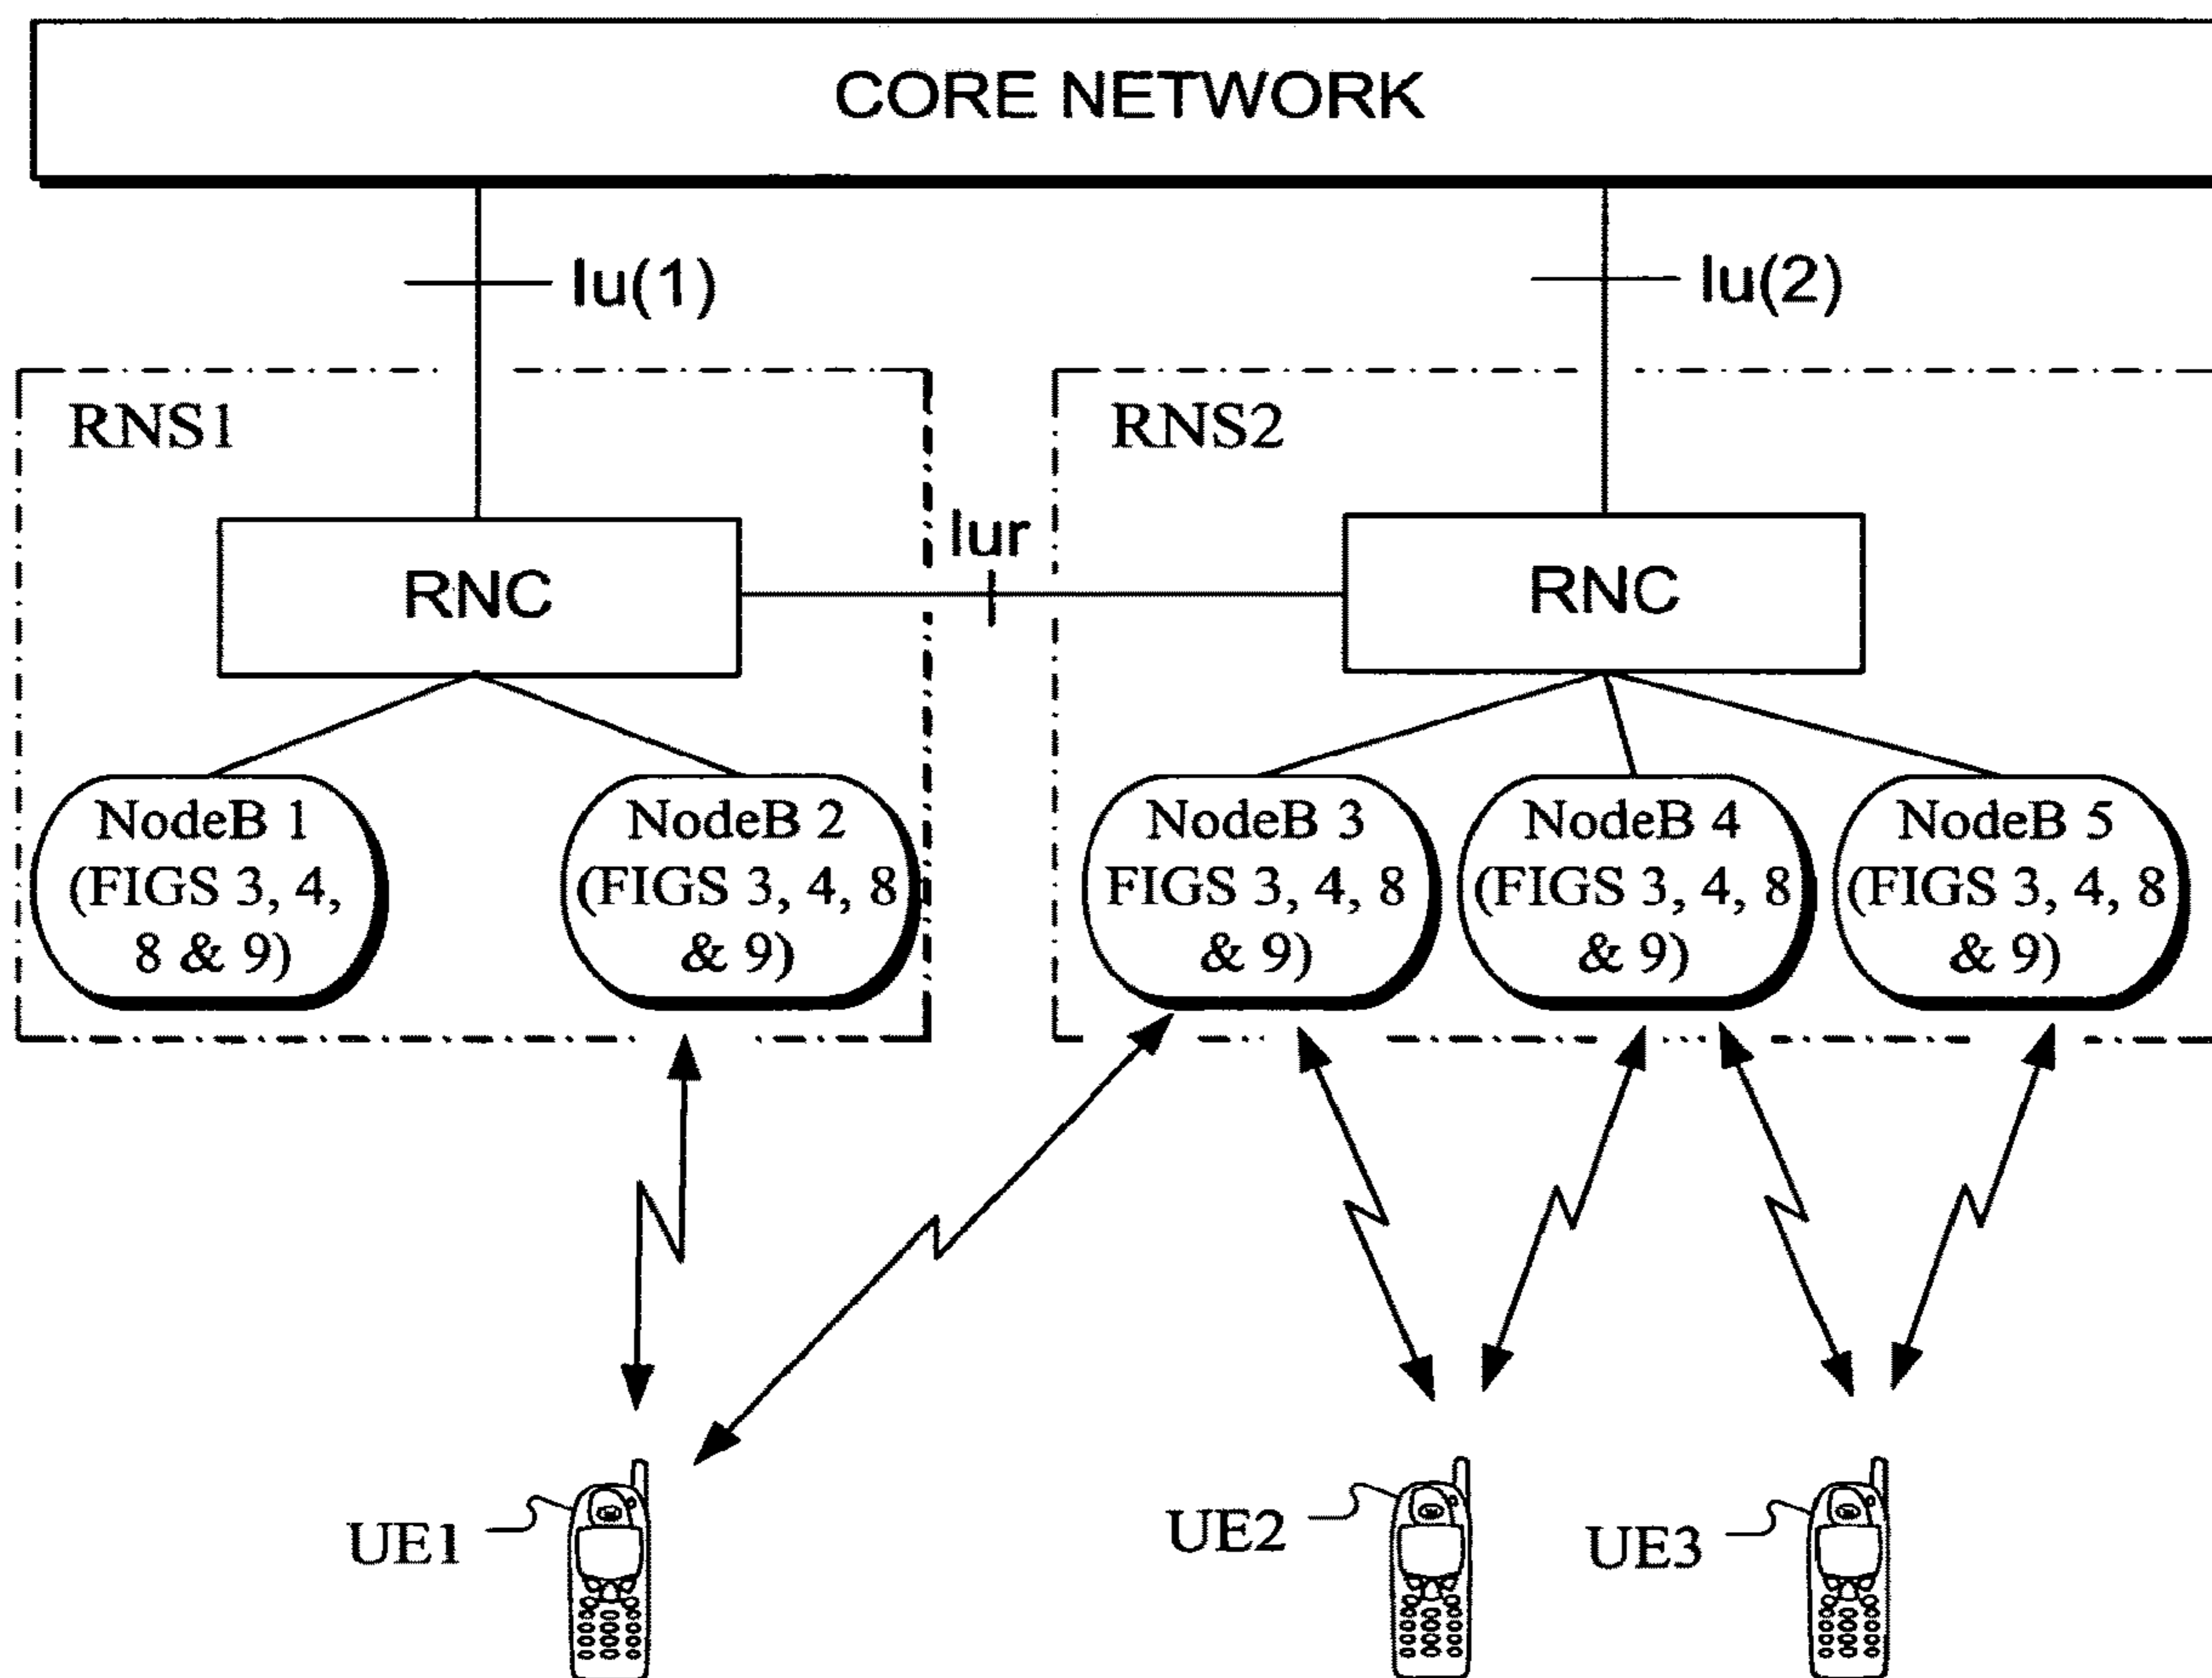 CORE NETWORK
Iu(1)
Iu(2)
RNS1
RNS2
Iur
RNC
RNC
NodeB 1
(FIGS 3, 4,
8 & 9)
NodeB 2
(FIGS 3, 4, 8
& 9)
NodeB 3
FIGS 3, 4, 8
& 9)
NodeB 4
(FIGS 3, 4, 8
& 9)
NodeB 5
(FIGS 3, 4, 8
& 9)
UE1
UE2
UE3